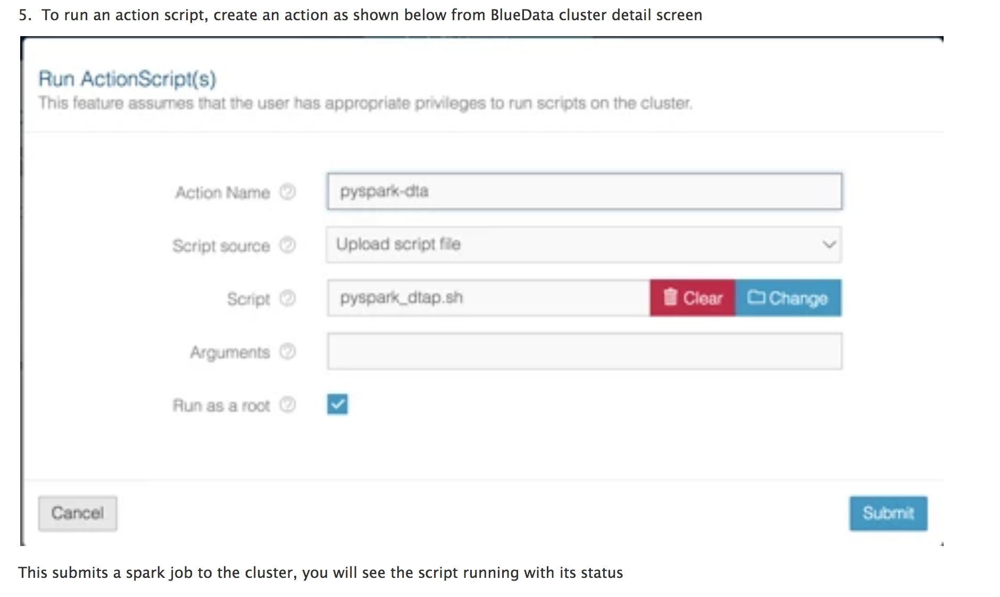 5. To run an action script, create an action as shown below from BlueData cluster detail screen
Run ActionScript(s)
This feature assumes that the user has appropriate privileges to run scripts on the cluster.
Action Name
pyspark-dta
Script source
Upload script file
Script
pyspark_dtap.sh
Clear
Change
Arguments
Run as a root
Cancel
Submit
This submits a spark job to the cluster, you will see the script running with its status